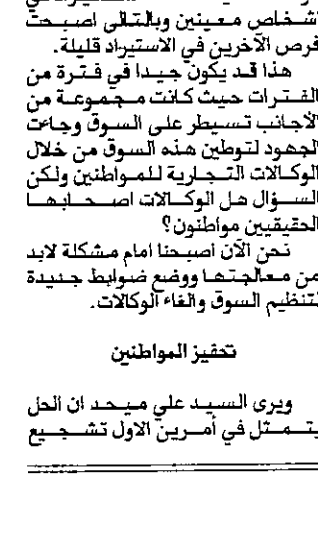 اشخاص معينين وبالتالى اصبحت
فرص الآخرين في الاستيراد قليلة.
هذا قد يكون جيدا في فترة من
الفترات حيث كانت مجموعة من
الاجانب تسيطر على السوق وجاءت
الجهود لتوطين هذه السوق من خلال
الوكالات التجارية للمواطنين ولكن
السؤال هل الوكالات اصحابها
الحقيقيين مواطنون؟
نحن الآن اصبحنا امام مشكلة لابد
من معالجتها ووضع ضوابط جديدة
لتنظيم السوق والغاء الوكالات.
تحفيز المواطنين
ويرى السيد علي ميحد ان الحل
يتمثل في أمرين الاول تشجيع